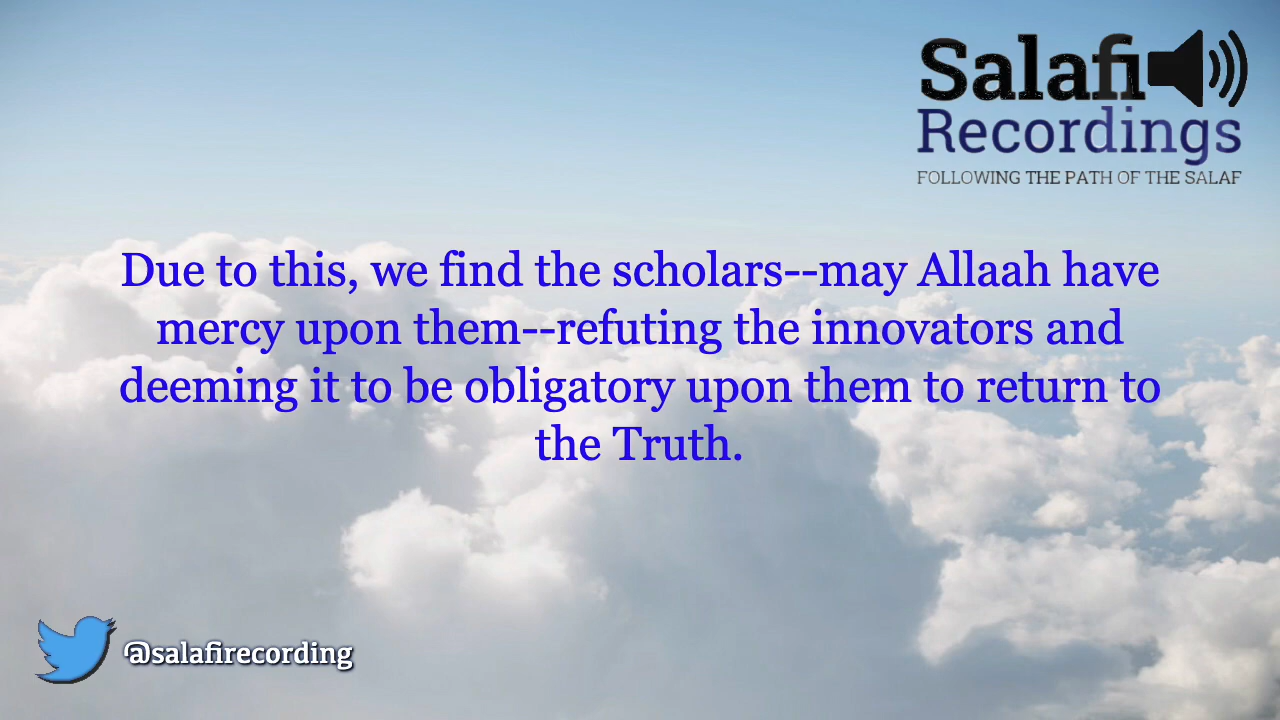 Salafi
Recordings
FOLLOWING THE PATH OF THE SALAF
Due to this, we find the scholars--may Allaah have
mercy upon them--refuting the innovators and
deeming it to be obligatory upon them to return to
the Truth.
@salafirecording